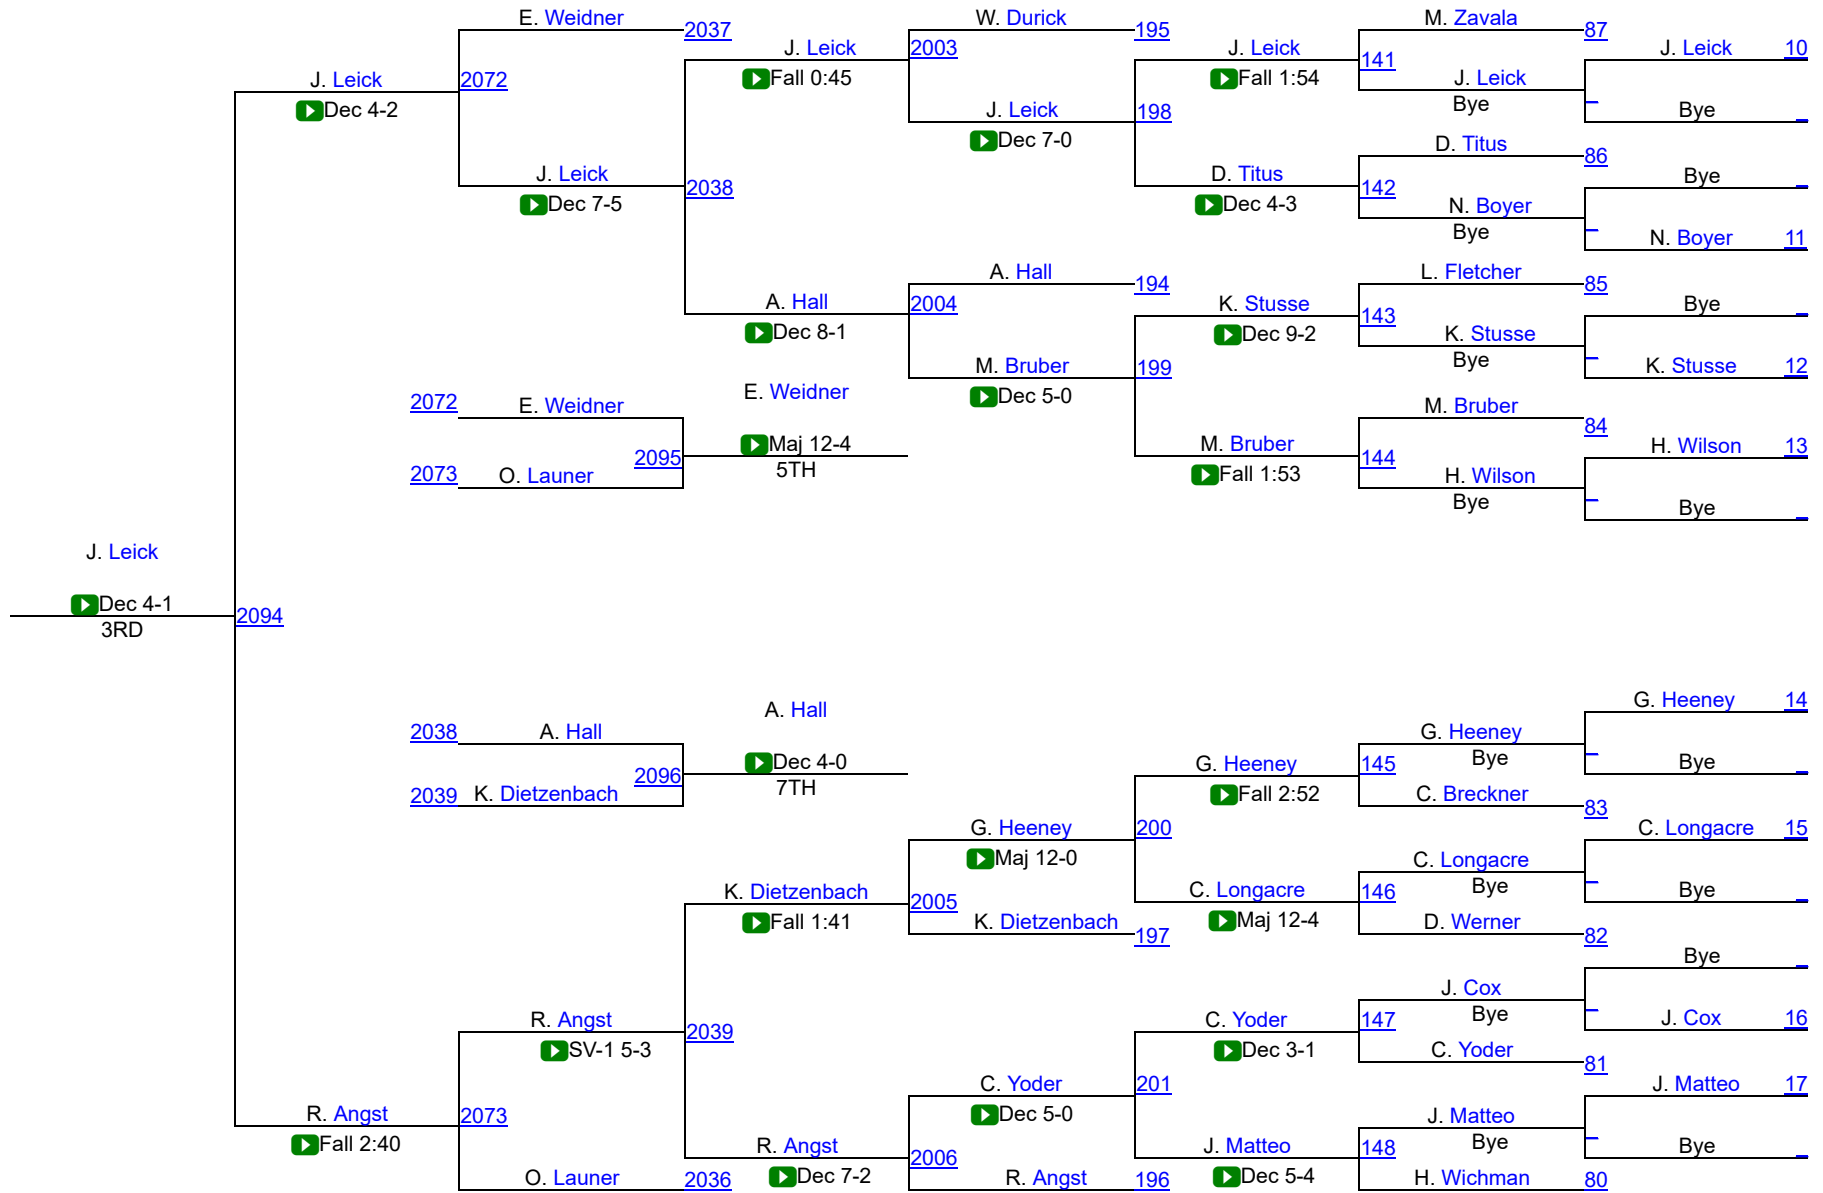 E. Weidner
2037
W. Durick
195
M. Zavala
87
J. Leick
2003
J. Leick
141
J. Leick
10
J. Leick
2072
Fall 0:45
Fall 1:54
J. Leick
Bye
Dec 4-2
J. Leick
198
Bye
Dec 7-0
D. Titus
86
J. Leick
2038
D. Titus
142
Bye
Dec 7-5
Dec 4-3
N. Boyer
Bye
N. Boyer
11
A. Hall
194
L. Fletcher
85
A. Hall
2004
K. Stusse
143
Bye
Dec 8-1
Dec 9-2
K. Stusse
Bye
M. Bruber
199
K. Stusse
12
Dec 5-0
E. Weidner
2072
E. Weidner
M. Bruber
84
Maj 12-4
5TH
2095
M. Bruber
144
H. Wilson
13
2073
O. Launer
Fall 1:53
H. Wilson
Bye
Bye
J. Leick
Dec 4-1
3RD
2094
G. Heeney
14
A. Hall
2038
A. Hall
G. Heeney
Bye
Dec 4-0
7TH
2096
G. Heeney
145
Bye
2039
K. Dietzenbach
Fall 2:52
C. Breckner
83
G. Heeney
200
C. Longacre
15
Maj 12-0
C. Longacre
Bye
K. Dietzenbach
2005
C. Longacre
146
Bye
Fall 1:41
K. Dietzenbach
197
Maj 12-4
D. Werner
82
Bye
J. Cox
Bye
R. Angst
2039
C. Yoder
147
J. Cox
16
SV-1 5-3
Dec 3-1
C. Yoder
81
C. Yoder
201
J. Matteo
17
Dec 5-0
R. Angst
2073
J. Matteo
Bye
Fall 2:40
R. Angst
2006
J. Matteo
148
Bye
Dec 7-2
Dec 5-4
O. Launer
2036
R. Angst
196
H. Wichman
80